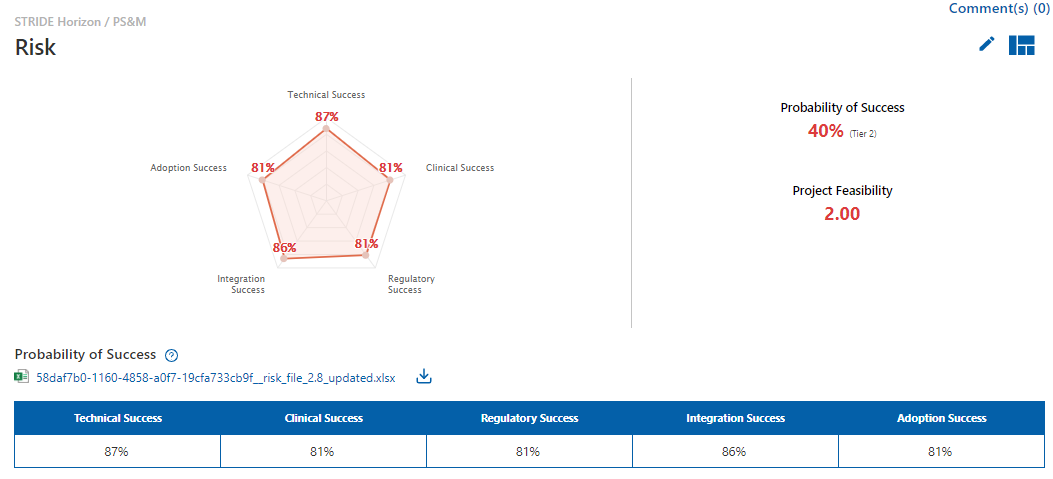 Comment(s) (0)
STRIDE Horizon / PS&M
Risk
Technical Success
87%
Adoption Success
81%
81%
Clinical Success
86%
81%
Integration
Success
Regulatory
Success
Probability of Success
40% (Tier 2)
Project Feasibility
2.00
Probability of Success ?
58daf7b0-1160-4858-a0f7-19cfa733cb9f__risk_file_2.8_updated.xlsx
Technical Success Clinical Success Regulatory Success Integration Success Adoption Success
87% 81% 81% 86% 81%